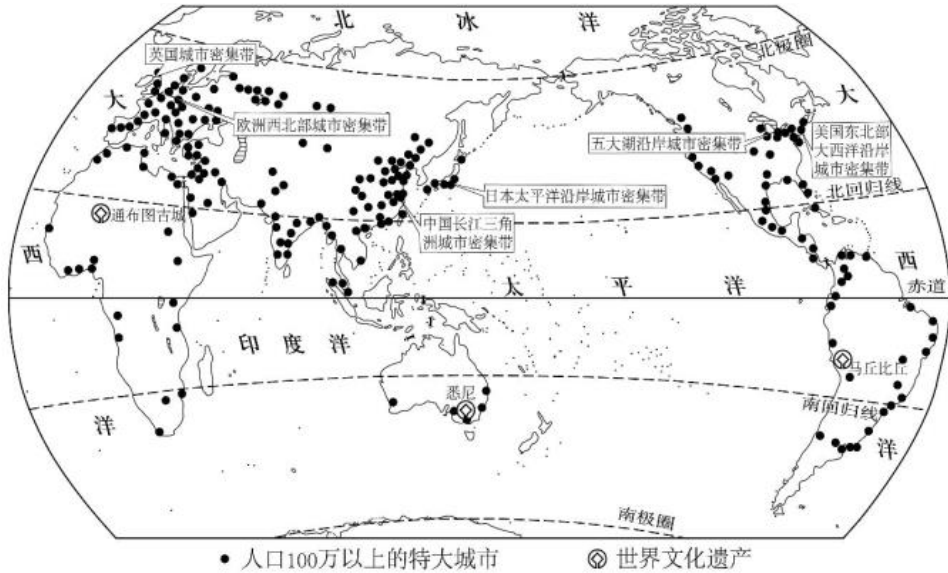 北 冰 洋
北极圈
英国城市密集带
大
大
欧洲西北部城市密集带
五大湖沿岸城市密集带
美国东北部
大西洋沿岸
城市密集带
日本太平洋沿岸城市密集带
北回归线
通布图古城
中国长江三角
洲城市密集带
西
西
太 平 洋
赤道
印 度 洋
马丘比丘
悉尼
南回归线
洋
洋
南极圈
人口100万以上的特大城市
世界文化遗产